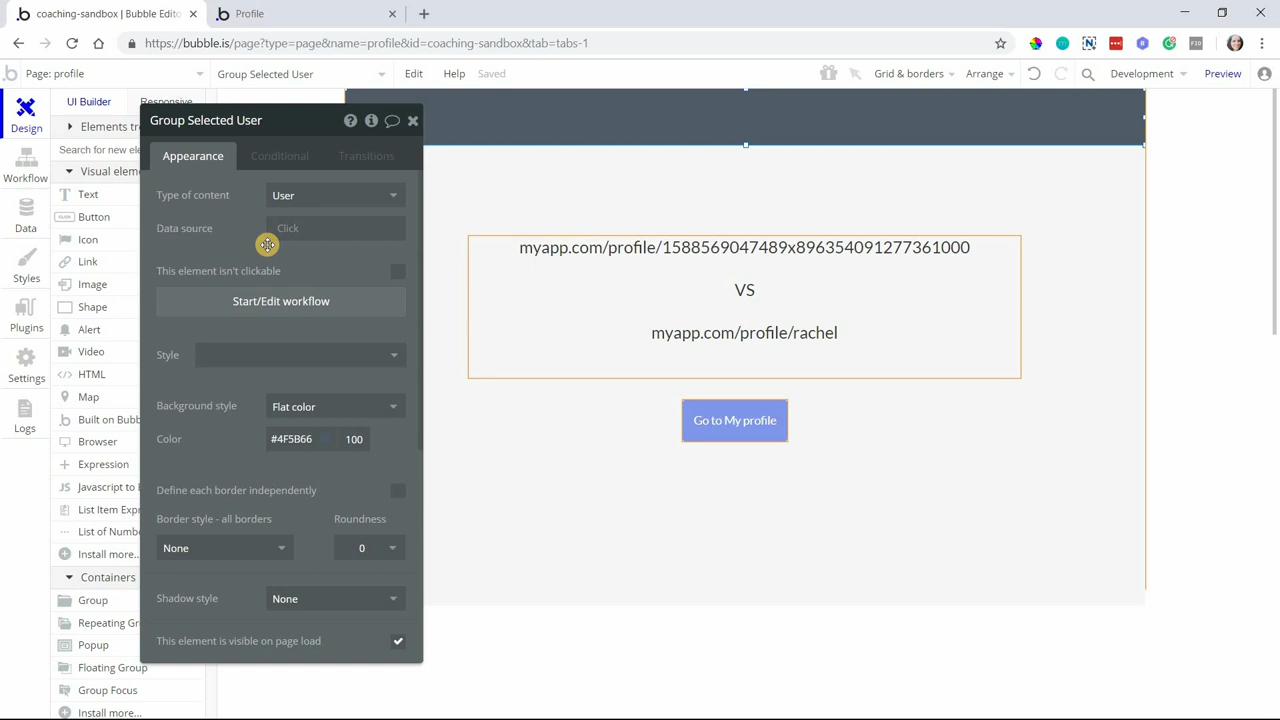 coaching-sandbox | Bubble Edito
Profile
https://bubble.is/page?type=page&name=profile&id=coaching-sandbox&tab=tabs-1
Page: profile
Group Selected User
Edit
Help
Saved
Grid & borders
Arrange
Development
Preview
Design
Workflow
Data
Styles
Plugins
Settings
Logs
UI Builder
Responsive
Elements tr
Search for new ele
Visual eleme
Text
Button
Icon
Link
Image
Shape
Alert
Video
HTML
Map
Built on Bubb
Browser
Expression
Javascript to B
List Item Expr
List of Numbe
Install more...
Containers
Group
Repeating Gr
Popup
Floating Group
Group Focus
Install more...
Group Selected User
Appearance
Conditional
Transitions
Type of content
User
Data source
Click
This element isn't clickable
Start/Edit workflow
Style
Background style
Flat color
Color
#4F5B66
100
Define each border independently
Border style - all borders
Roundness
None
0
Shadow style
None
This element is visible on page load
myapp.com/profile/1588569047489x896354091277361000
VS
myapp.com/profile/rachel
Go to My profile